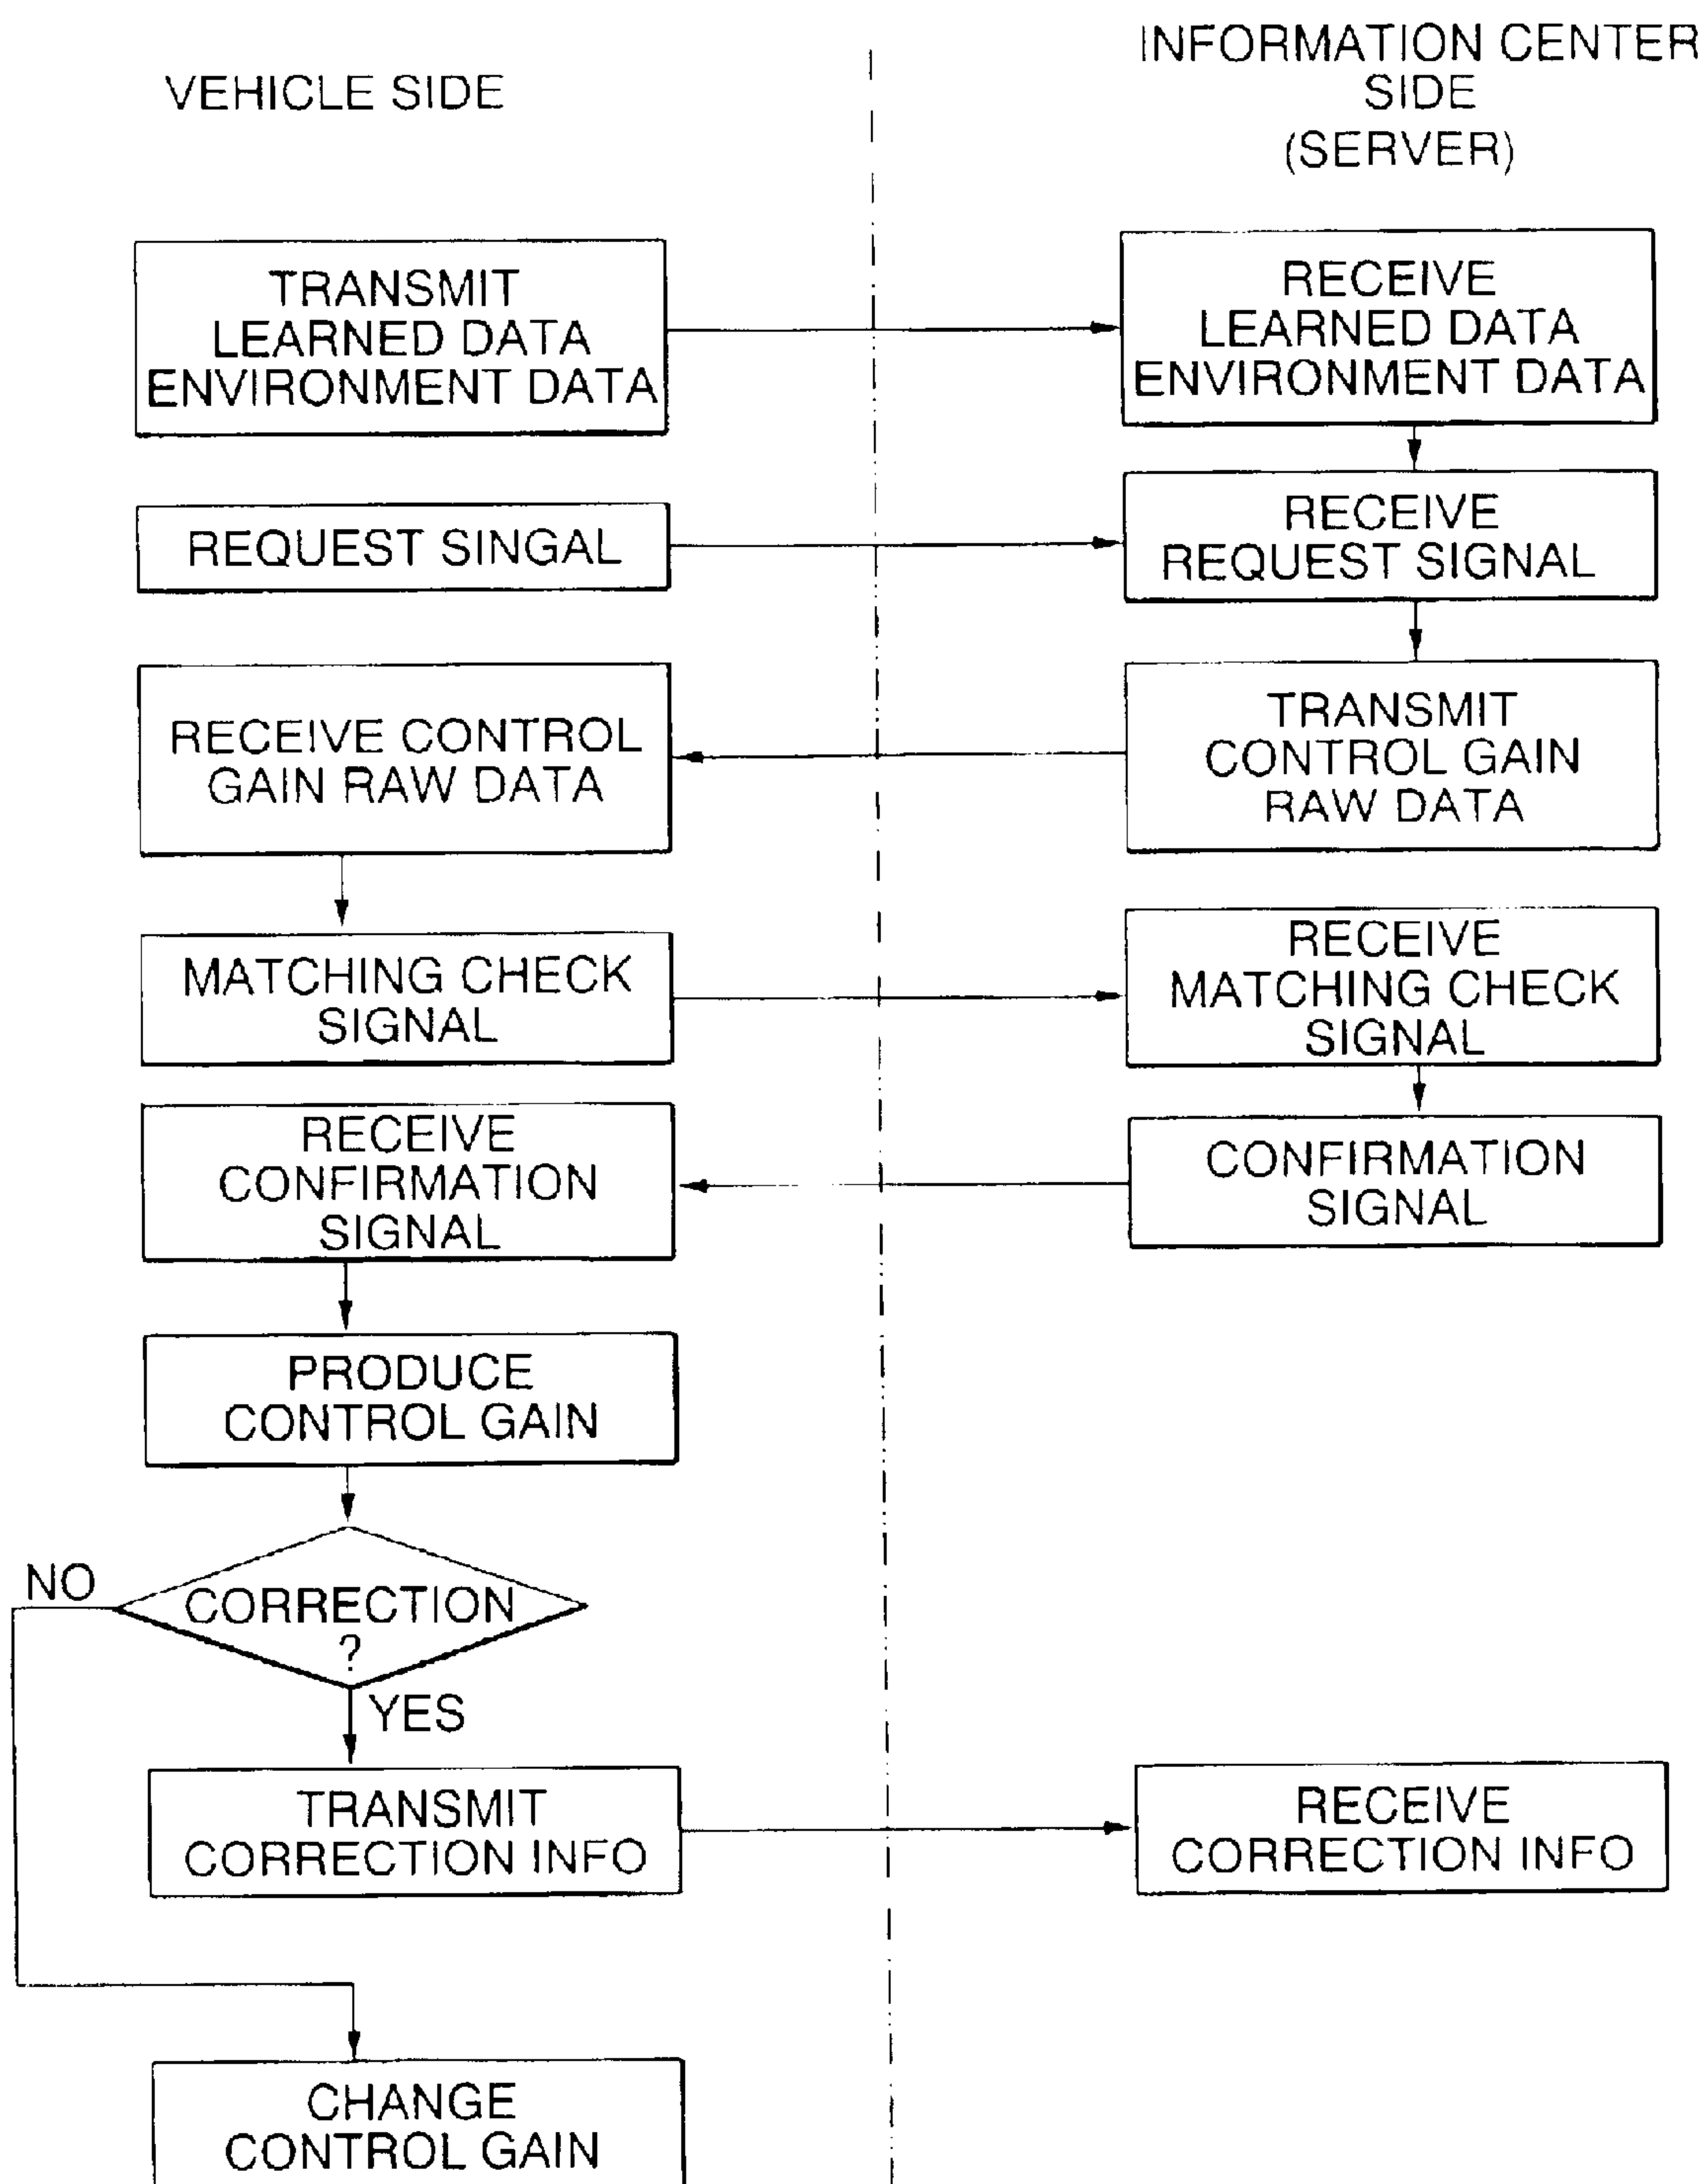 VEHICLE SIDE
INFORMATION CENTER
SIDE
(SERVER)
TRANSMIT
LEARNED DATA
ENVIRONMENT DATA
RECEIVE
LEARNED DATA
ENVIRONMENT DATA
REQUEST SINGAL
RECEIVE
REQUEST SIGNAL
RECEIVE CONTROL
GAIN RAW DATA
TRANSMIT
CONTROL GAIN
RAW DATA
MATCHING CHECK
SIGNAL
RECEIVE
MATCHING CHECK
SIGNAL
RECEIVE
CONFIRMATION
SIGNAL
CONFIRMATION
SIGNAL
PRODUCE
CONTROL GAIN
NO
CORRECTION
?
YES
TRANSMIT
CORRECTION INFO
RECEIVE
CORRECTION INFO
CHANGE
CONTROL GAIN